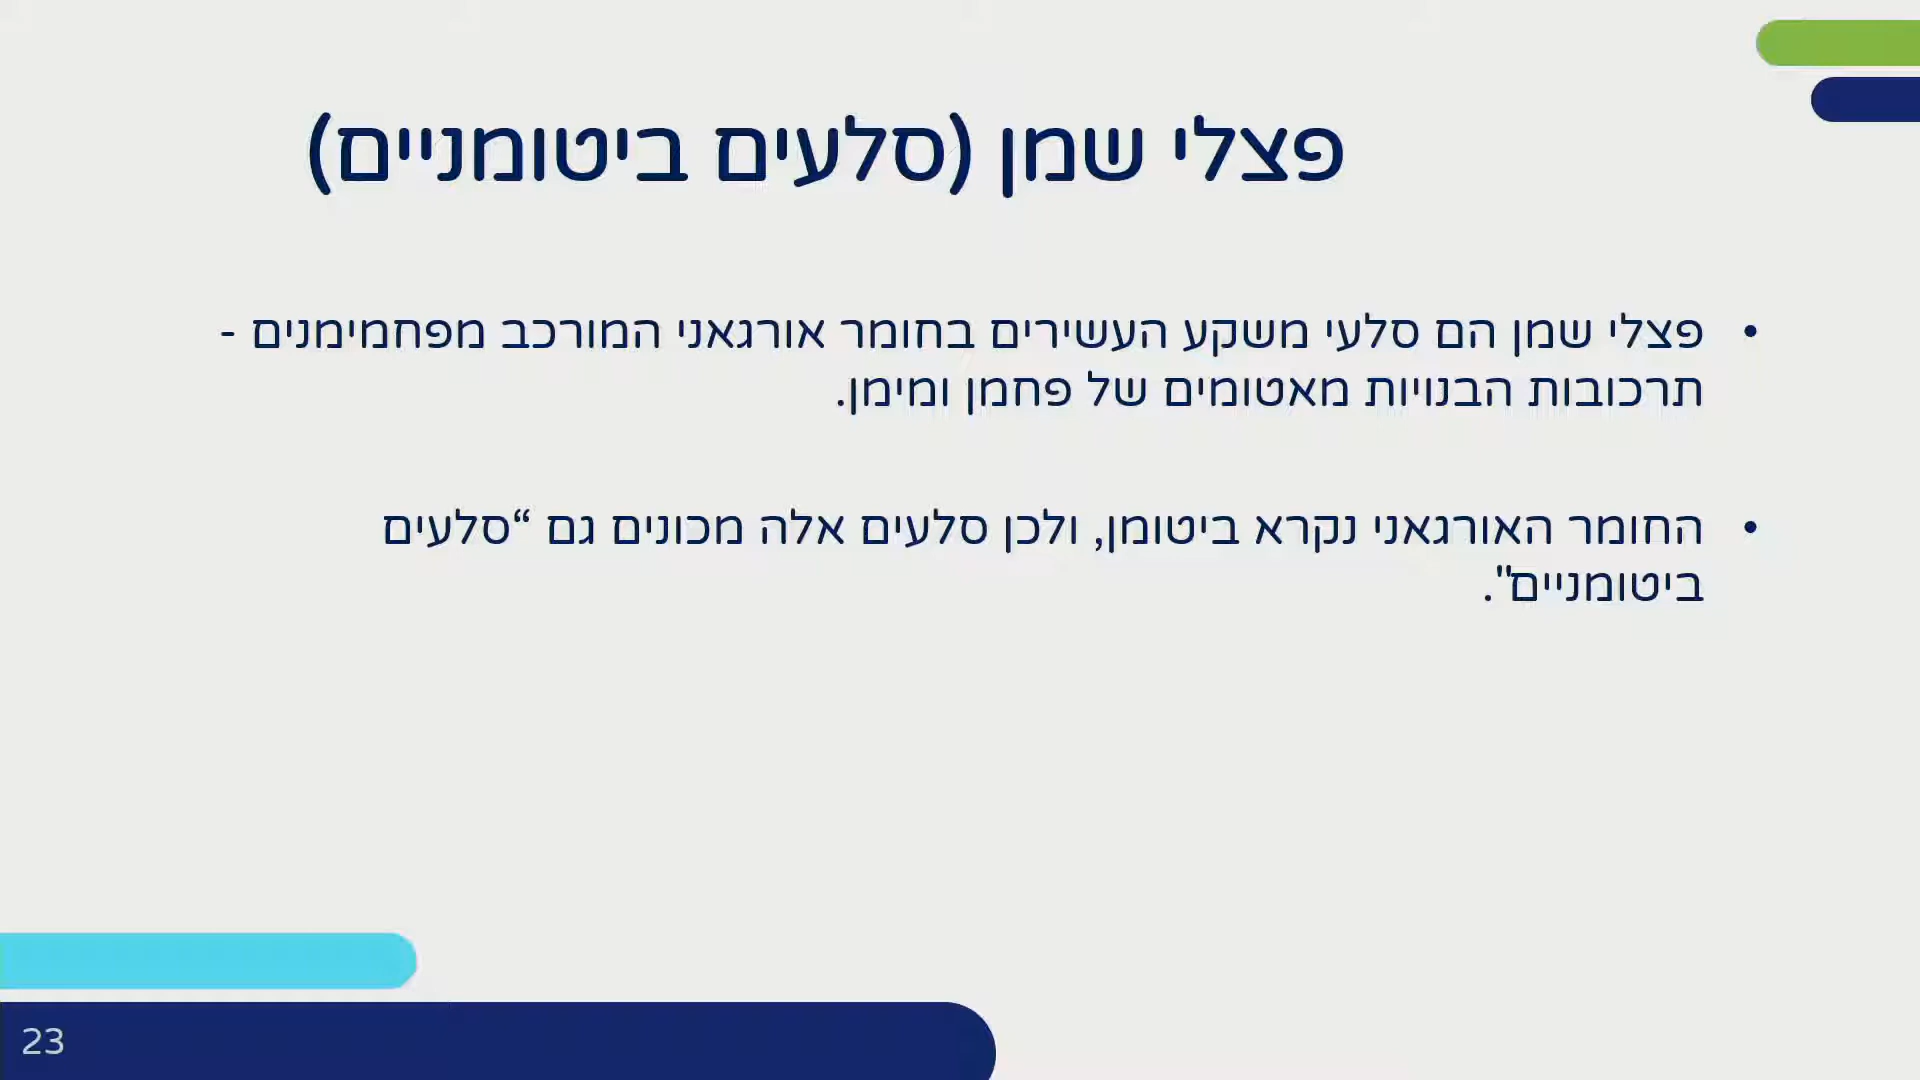 פצלי שמן (סלעים ביטומניים)
• פצלי שמן הם סלעי משקע העשירים בחומר אורגאני המורכב מפחמימנים -
תרכובות הבנויות מאטומים של פחמן ומימן.
• החומר האורגאני נקרא ביטומן, ולכן סלעים אלה מכונים גם “סלעים
ביטומניים".
23